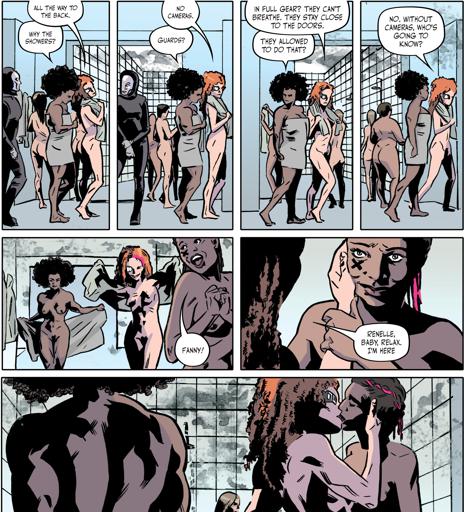 ALL THE WAY TO
THE BACK.
WHY THE
SHOWERS?
NO
CAMERAS.
GUARDS?
IN FULL GEAR? THEY CAN'T
BREATHE. THEY STAY CLOSE
TO THE DOORS.
THEY ALLOWED
TO DO THAT?
NO, WITHOUT
CAMERAS, WHO'S
GOING TO
KNOW?
FANNY!
RENELLE,
BABY, RELAX.
I'M HERE